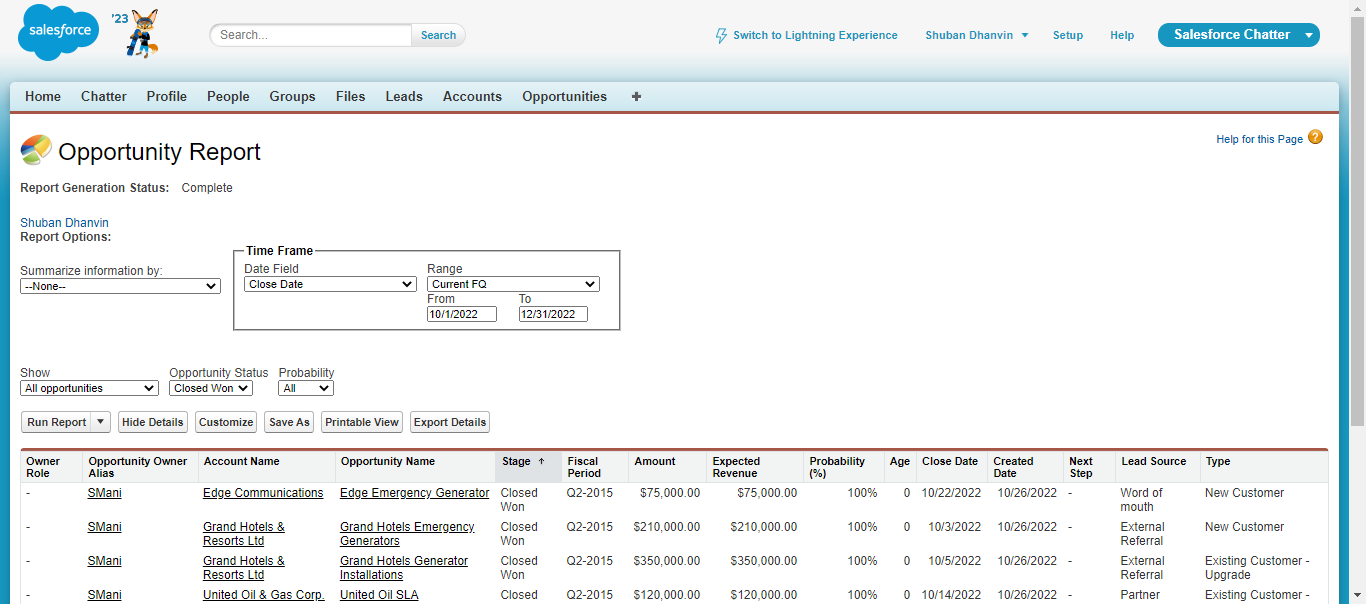 salesforce '23 Search... Search Switch to Lightning Experience Shuban Dhanvin Setup Help Salesforce Chatter
Home Chatter Profile People Groups Files Leads Accounts Opportunities +
Help for this Page ?
Opportunity Report
Report Generation Status: Complete
Shuban Dhanvin
Report Options:
Time Frame
Summarize information by: Date Field Range
--None-- Close Date Current FQ
From To
10/1/2022 12/31/2022
Show Opportunity Status Probability
All opportunities Closed Won All
Run Report Hide Details Customize Save As Printable View Export Details
Owner Opportunity Owner Account Name Opportunity Name Stage ↑ Fiscal Amount Expected Probability Age Close Date Created Next Lead Source Type
Role Alias Period Revenue (%) Date Step
- SMani Edge Communications Edge Emergency Generator Closed Q2-2015 $75,000.00 $75,000.00 100% 0 10/22/2022 10/26/2022 - Word of New Customer
Won mouth
- SMani Grand Hotels & Grand Hotels Emergency Closed Q2-2015 $210,000.00 $210,000.00 100% 0 10/3/2022 10/26/2022 - External New Customer
Resorts Ltd Generators Won Referral
- SMani Grand Hotels & Grand Hotels Generator Closed Q2-2015 $350,000.00 $350,000.00 100% 0 10/5/2022 10/26/2022 - External Existing Customer -
Resorts Ltd Installations Won Referral Upgrade
- SMani United Oil & Gas Corp. United Oil SLA Closed Q2-2015 $120,000.00 $120,000.00 100% 0 10/14/2022 10/26/2022 - Partner Existing Customer -